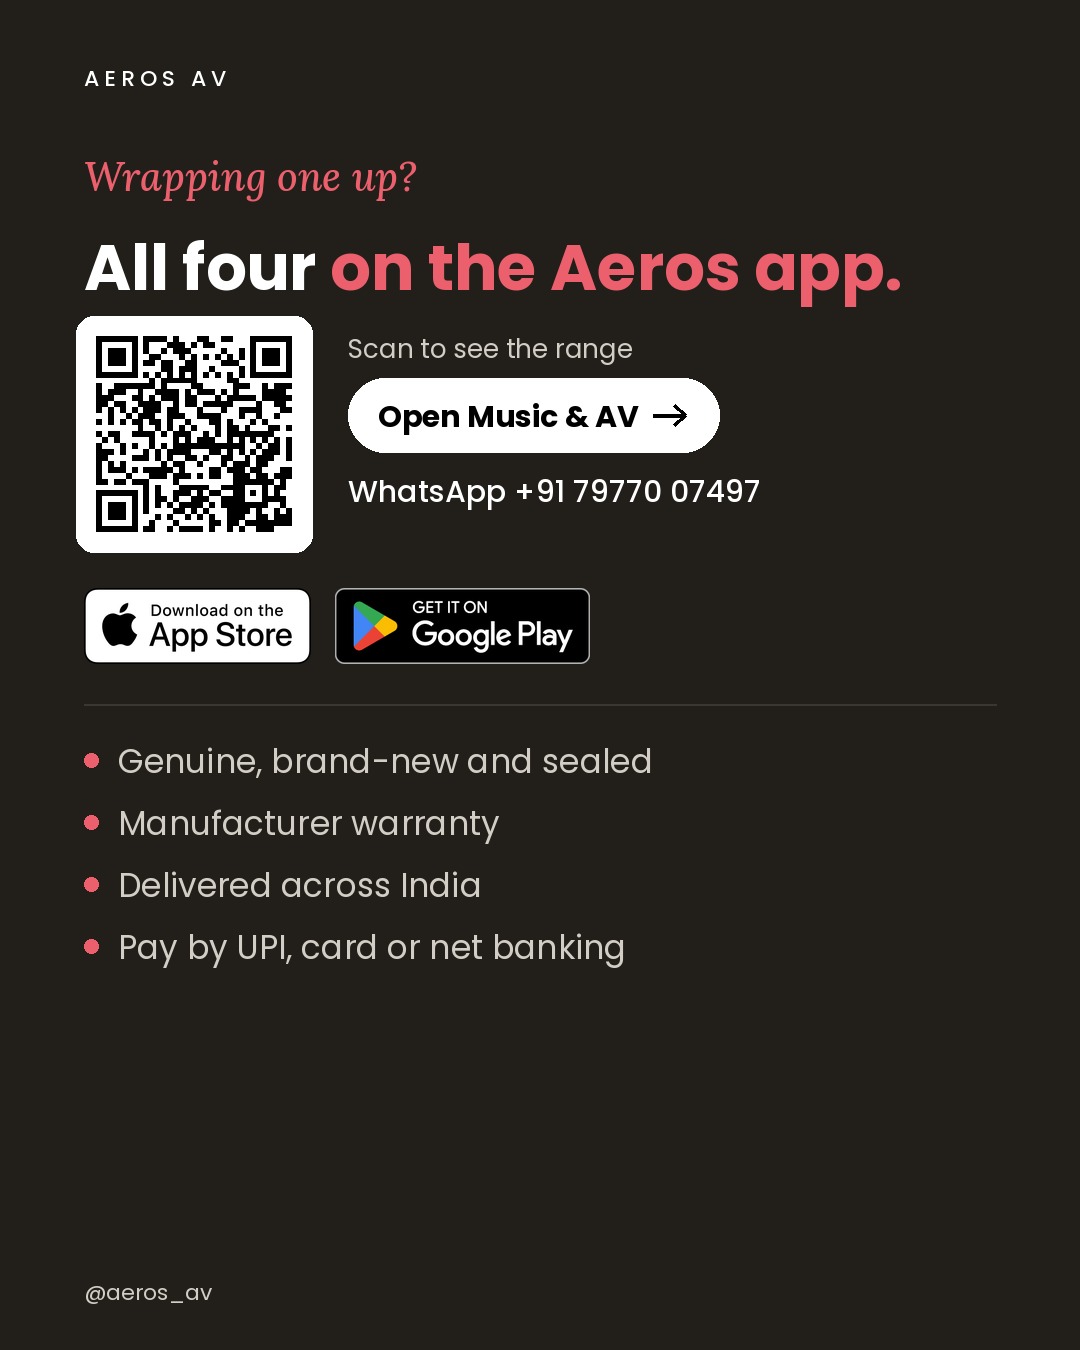 AEROS AV
Wrapping one up?
All four on the Aeros app.
Scan to see the range
Open Music & AV →
WhatsApp +91 79770 07497
Download on the
App Store
GET IT ON
Google Play
Genuine, brand-new and sealed
Manufacturer warranty
Delivered across India
Pay by UPI, card or net banking
@aeros_av